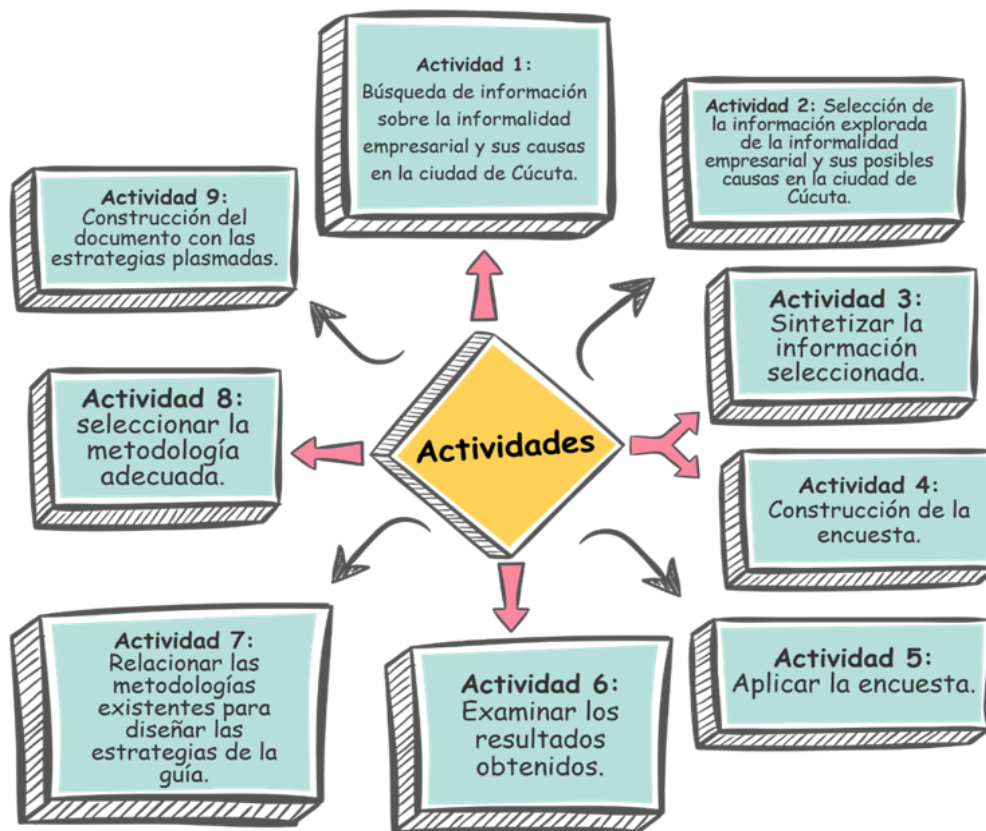 Actividad 1:
Búsqueda de información
sobre la informalidad
empresarial y sus causas
en la ciudad de Cúcuta.
Actividad 2: Selección de
la información explorada
de la informalidad
empresarial y sus posibles
causas en la ciudad de
Cúcuta.
Actividad 3:
Sintetizar la
información
seleccionada.
Actividad 4:
Construcción de la
encuesta.
Actividad 5:
Aplicar la encuesta.
Actividad 6:
Examinar los
resultados
obtenidos.
Actividad 7:
Relacionar las
metodologías
existentes para
diseñar las
estrategias de la
guía.
Actividad 8:
seleccionar la
metodología
adecuada.
Actividad 9:
Construcción del
documento con las
estrategias plasmadas.
Actividades